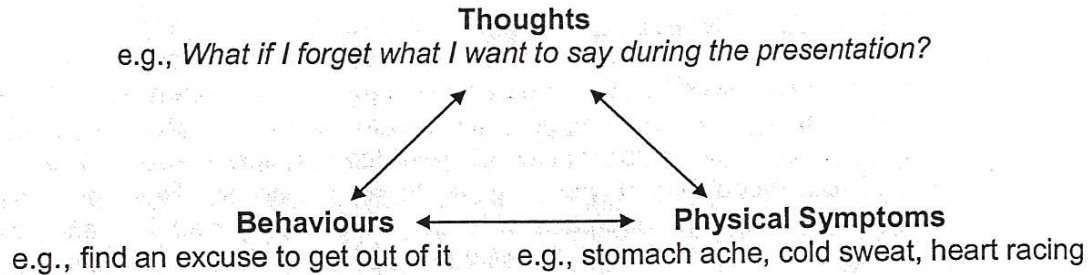 Thoughts
e.g., What if I forget what I want to say during the presentation?
Behaviours Physical Symptoms
e.g., find an excuse to get out of it e.g., stomach ache, cold sweat, heart racing